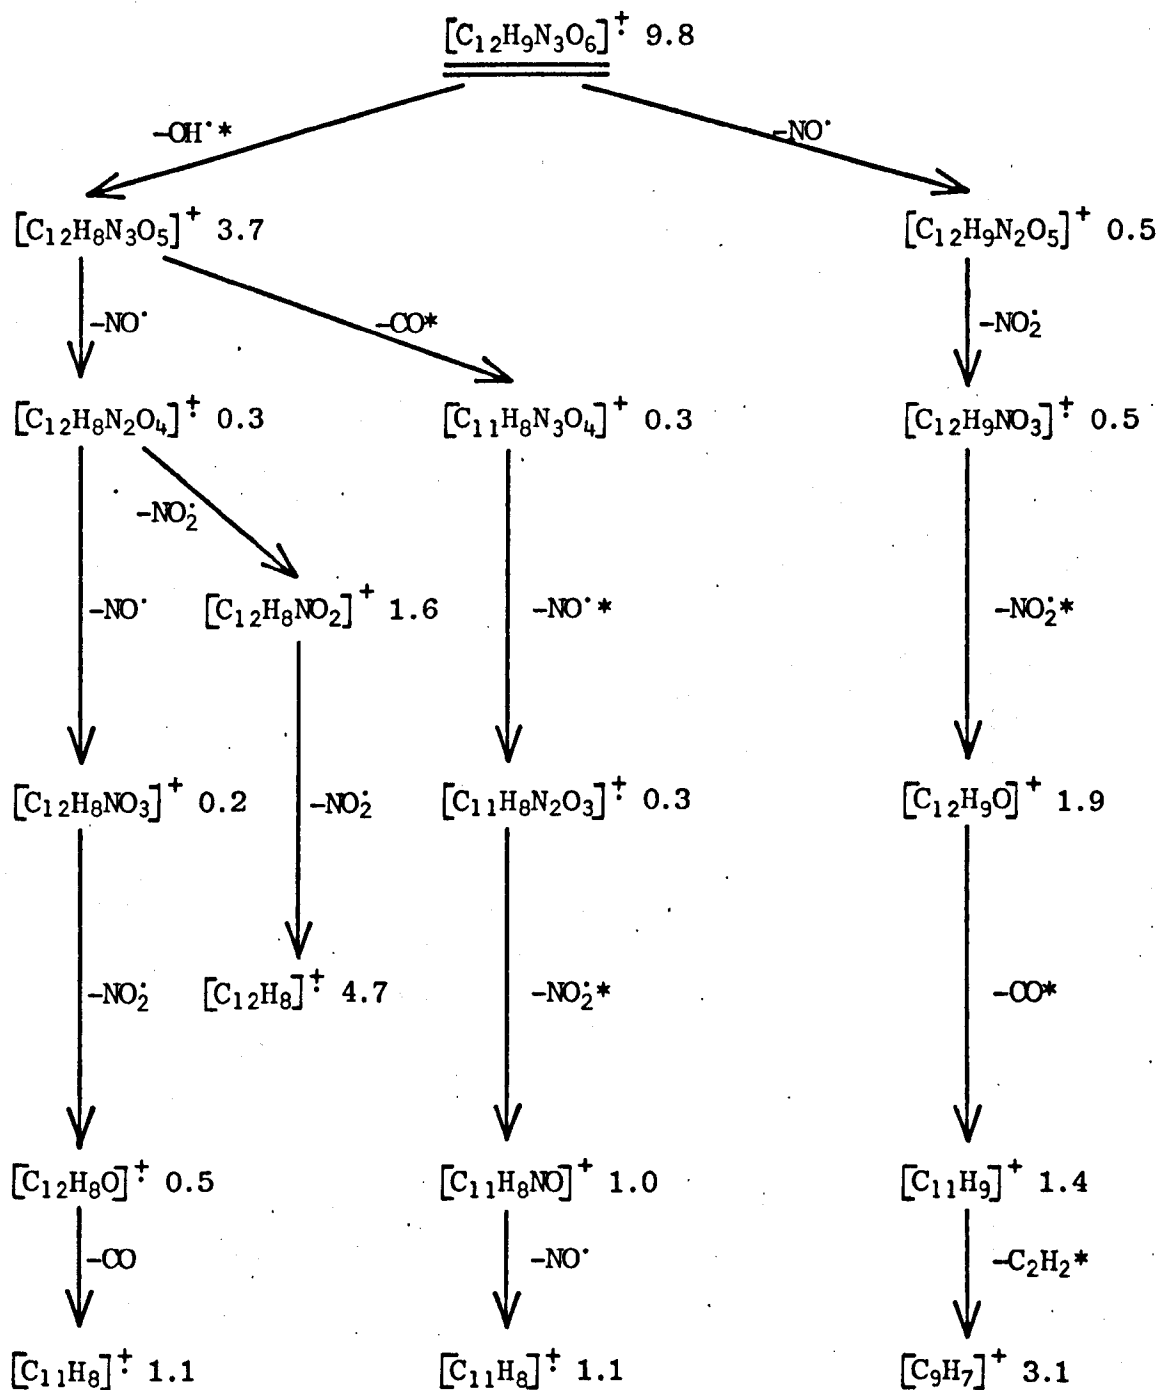 [C₁₂H₉N₃O₆]⁺̣ 9.8
-OH˙*
-NO˙
[C₁₂H₈N₃O₅]⁺ 3.7
[C₁₂H₉N₂O₅]⁺ 0.5
-NO˙
-CO*
-NO₂˙
[C₁₂H₈N₂O₄]⁺̣ 0.3
[C₁₁H₈N₃O₄]⁺ 0.3
[C₁₂H₉NO₃]⁺̣ 0.5
-NO₂˙
-NO˙
[C₁₂H₈NO₂]⁺ 1.6
-NO˙*
-NO₂˙*
[C₁₂H₈NO₃]⁺ 0.2
-NO₂˙
[C₁₁H₈N₂O₃]⁺̣ 0.3
[C₁₂H₉O]⁺ 1.9
-NO₂˙
[C₁₂H₈]⁺̣ 4.7
-NO₂˙*
-CO*
[C₁₂H₈O]⁺̣ 0.5
[C₁₁H₈NO]⁺ 1.0
[C₁₁H₉]⁺ 1.4
-CO
-NO˙
-C₂H₂*
[C₁₁H₈]⁺̣ 1.1
[C₁₁H₈]⁺̣ 1.1
[C₉H₇]⁺ 3.1